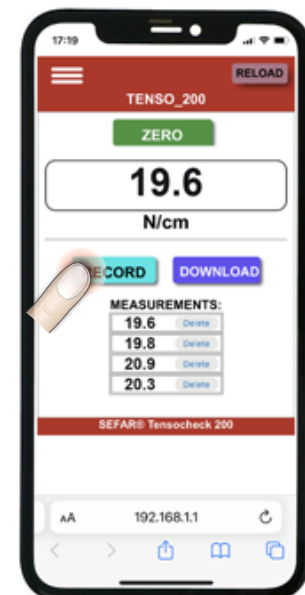 17:19
RELOAD
TENSO_200
ZERO
19.6
N/cm
ECORD DOWNLOAD
MEASUREMENTS:
19.6 Delete
19.8 Delete
20.9 Delete
20.3 Delete
SEFAR® Tensocheck 200
AA 192.168.1.1